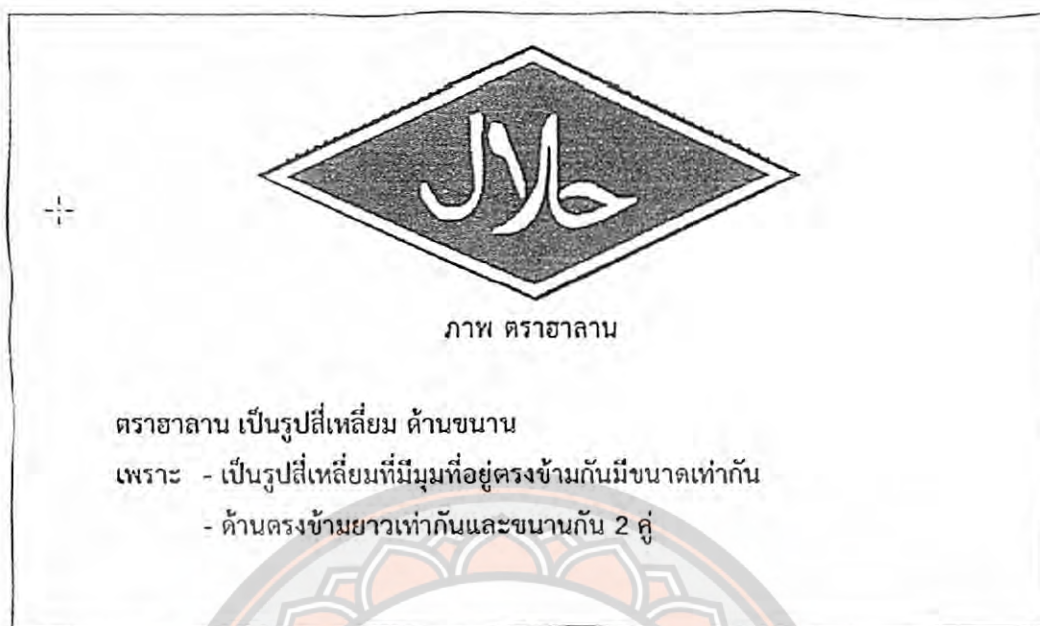 حلال
ภาพ ตราฮาลาน
ตราฮาลาน เป็นรูปสี่เหลี่ยม ด้านขนาน
เพราะ - เป็นรูปสี่เหลี่ยมที่มีมุมที่อยู่ตรงข้ามกันมีขนาดเท่ากัน
- ด้านตรงข้ามยาวเท่ากันและขนานกัน 2 คู่